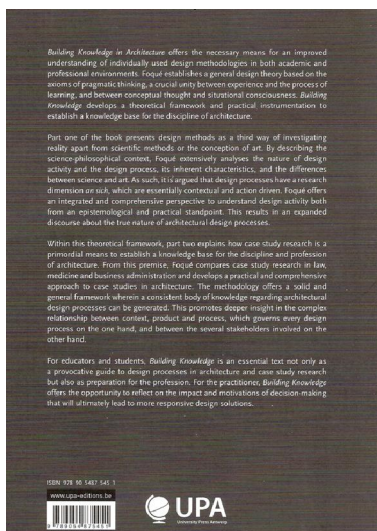 Building Knowledge in Architecture offers the necessary means for an improved
understanding of individually used design methodologies in both academic and
professional environments. Foqué establishes a general design theory based on the
axioms of pragmatic thinking, a crucial unity between experience and the process of
learning, and between conceptual thought and situational consciousness. Building
Knowledge develops a theoretical framework and practical instrumentation to
establish a knowledge base for the discipline of architecture.
Part one of the book presents design methods as a third way of investigating
reality apart from scientific methods or the conception of art. By describing the
science-philosophical context, Foqué extensively analyses the nature of design
activity and the design process, its inherent characteristics, and the differences
between science and art. As such, it is argued that design processes have a research
dimension an sich, which are essentially contextual and action driven. Foqué offers
an integrated and comprehensive perspective to understand design activity both
from an epistemological and practical standpoint. This results in an expanded
discourse about the true nature of architectural design processes.
Within this theoretical framework, part two explains how case study research is a
primordial means to establish a knowledge base for the discipline and profession
of architecture. From this premise, Foqué compares case study research in law,
medicine and business administration and develops a practical and comprehensive
approach to case studies in architecture. The methodology offers a solid and
general framework wherein a consistent body of knowledge regarding architectural
design processes can be generated. This promotes deeper insight in the complex
relationship between context, product and process, which governs every design
process on the one hand, and between the several stakeholders involved on the
other hand.
For educators and students, Building Knowledge is an essential text not only as
a provocative guide to design processes in architecture and case study research
but also as preparation for the profession. For the practitioner, Building Knowledge
offers the opportunity to reflect on the impact and motivations of decision-making
that will ultimately lead to more responsive design solutions.
ISBN 978 90 5487 545 1
www.upa-editions.be
9 789054 875451
UPA
University Press Antwerp